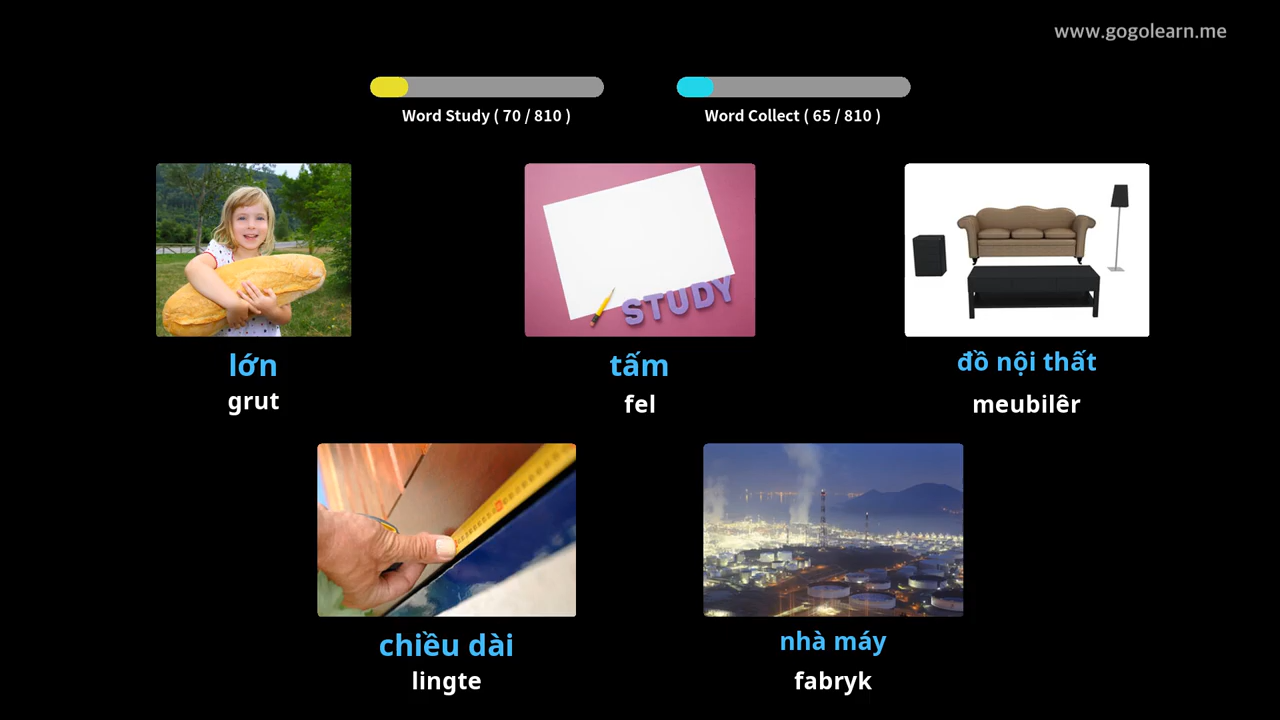 www.gogolearn.me
Word Study ( 70 / 810 )
Word Collect ( 65 / 810 )
STUDY
lớn
grut
tấm
fel
đồ nội thất
meubilêr
chiều dài
lingte
nhà máy
fabryk